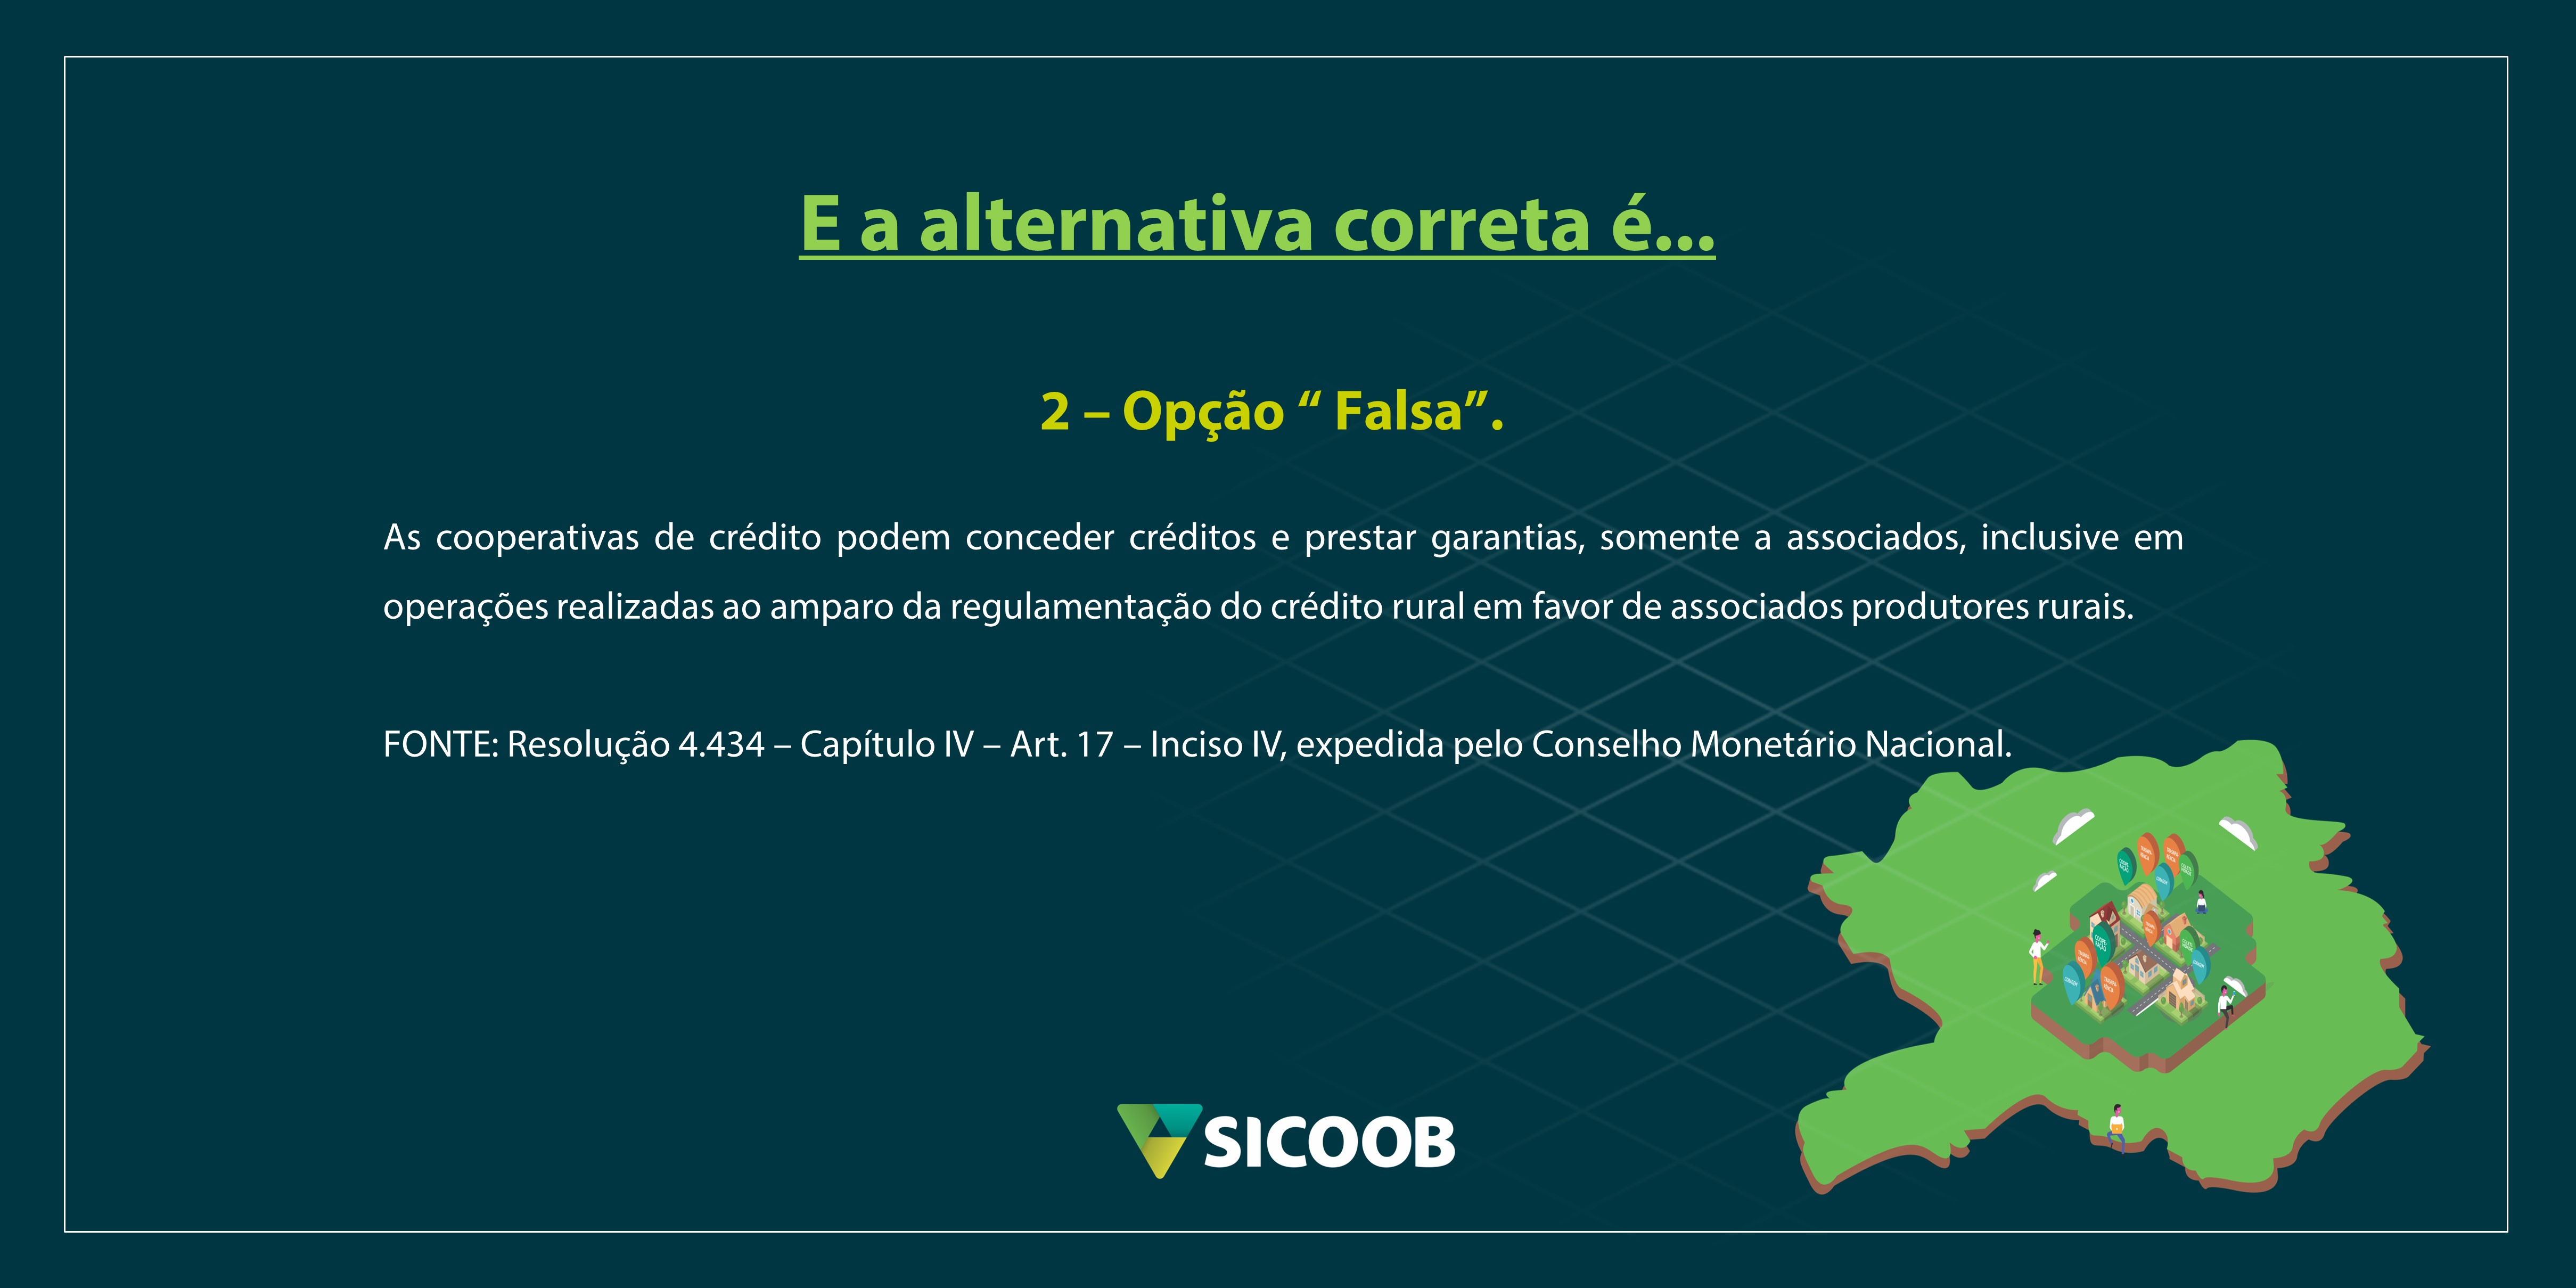 E a alternativa correta é...
2 – Opção “ Falsa”.
As cooperativas de crédito podem conceder créditos e prestar garantias, somente a associados, inclusive em
operações realizadas ao amparo da regulamentação do crédito rural em favor de associados produtores rurais.
FONTE: Resolução 4.434 – Capítulo IV – Art. 17 – Inciso IV, expedida pelo Conselho Monetário Nacional.
SICOOB